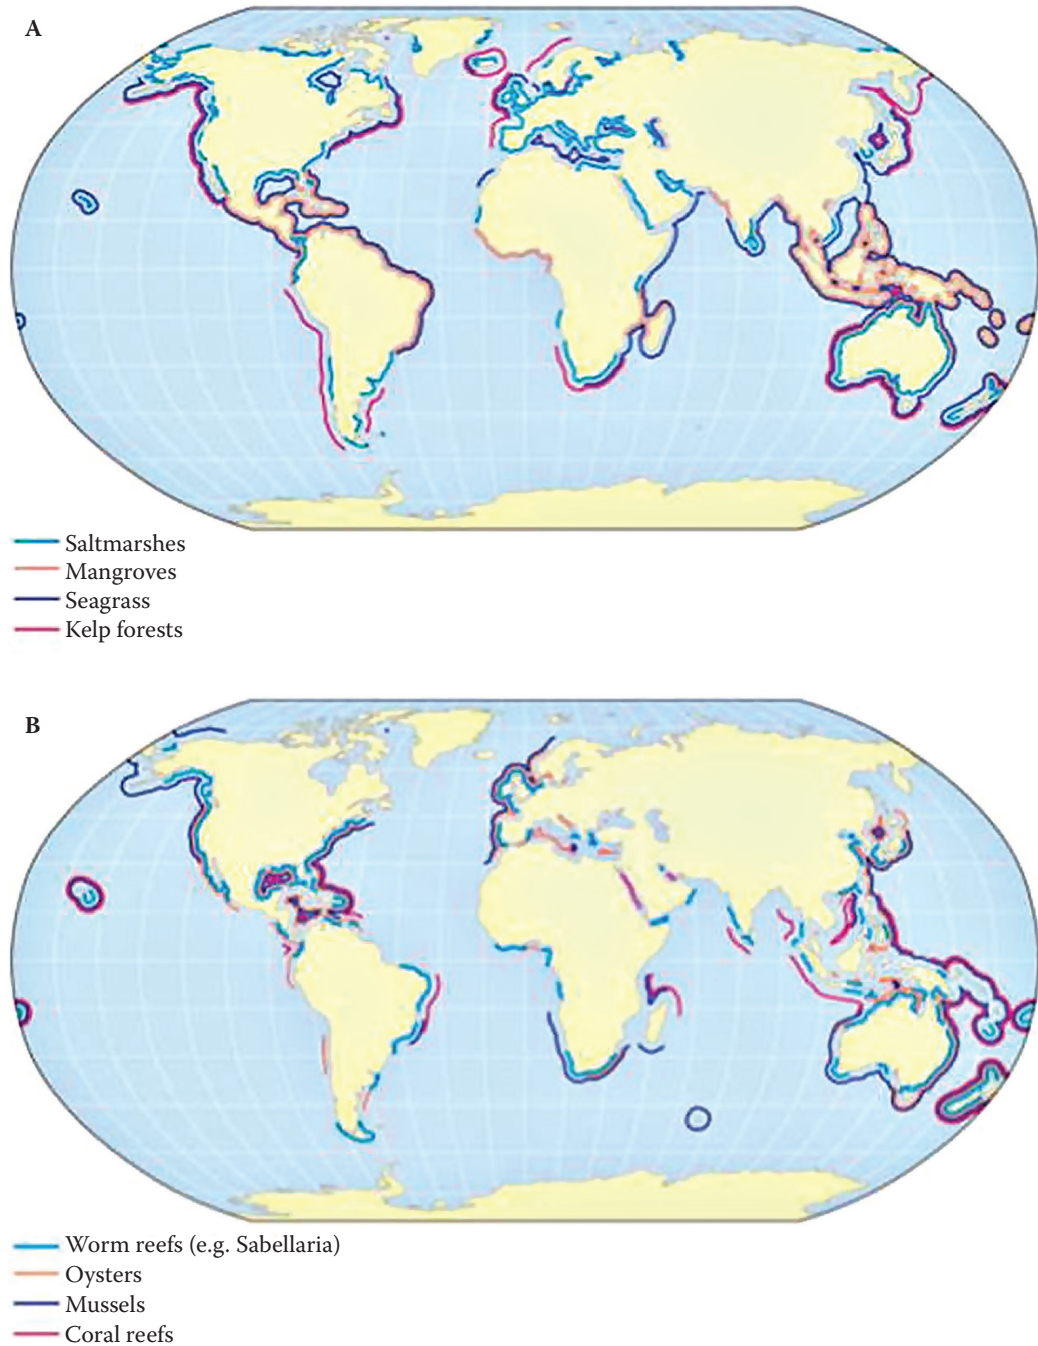 A
Saltmarshes
Mangroves
Seagrass
Kelp forests
B
Worm reefs (e.g. Sabellaria)
Oysters
Mussels
Coral reefs